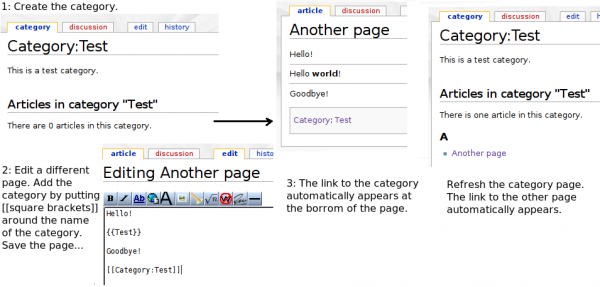 1: Create the category.
category discussion edit history
Category:Test
This is a test category.
Articles in category "Test"
There are 0 articles in this category.
2: Edit a different
page. Add the
category by putting
[[square brackets]]
around the name
of the category.
Save the page...
article discussion edit history
Editing Another page
Hello!
{{Test}}
Goodbye!
[[Category:Test]]
article discussion
Another page
Hello!
Hello world!
Goodbye!
Category: Test
3: The link to the category
automatically appears at
the borrom of the page.
category discussion edit
Category:Test
This is a test category.
Articles in category "Test"
There is one article in this category.
A
Another page
Refresh the category page.
The link to the other page
automatically appears.